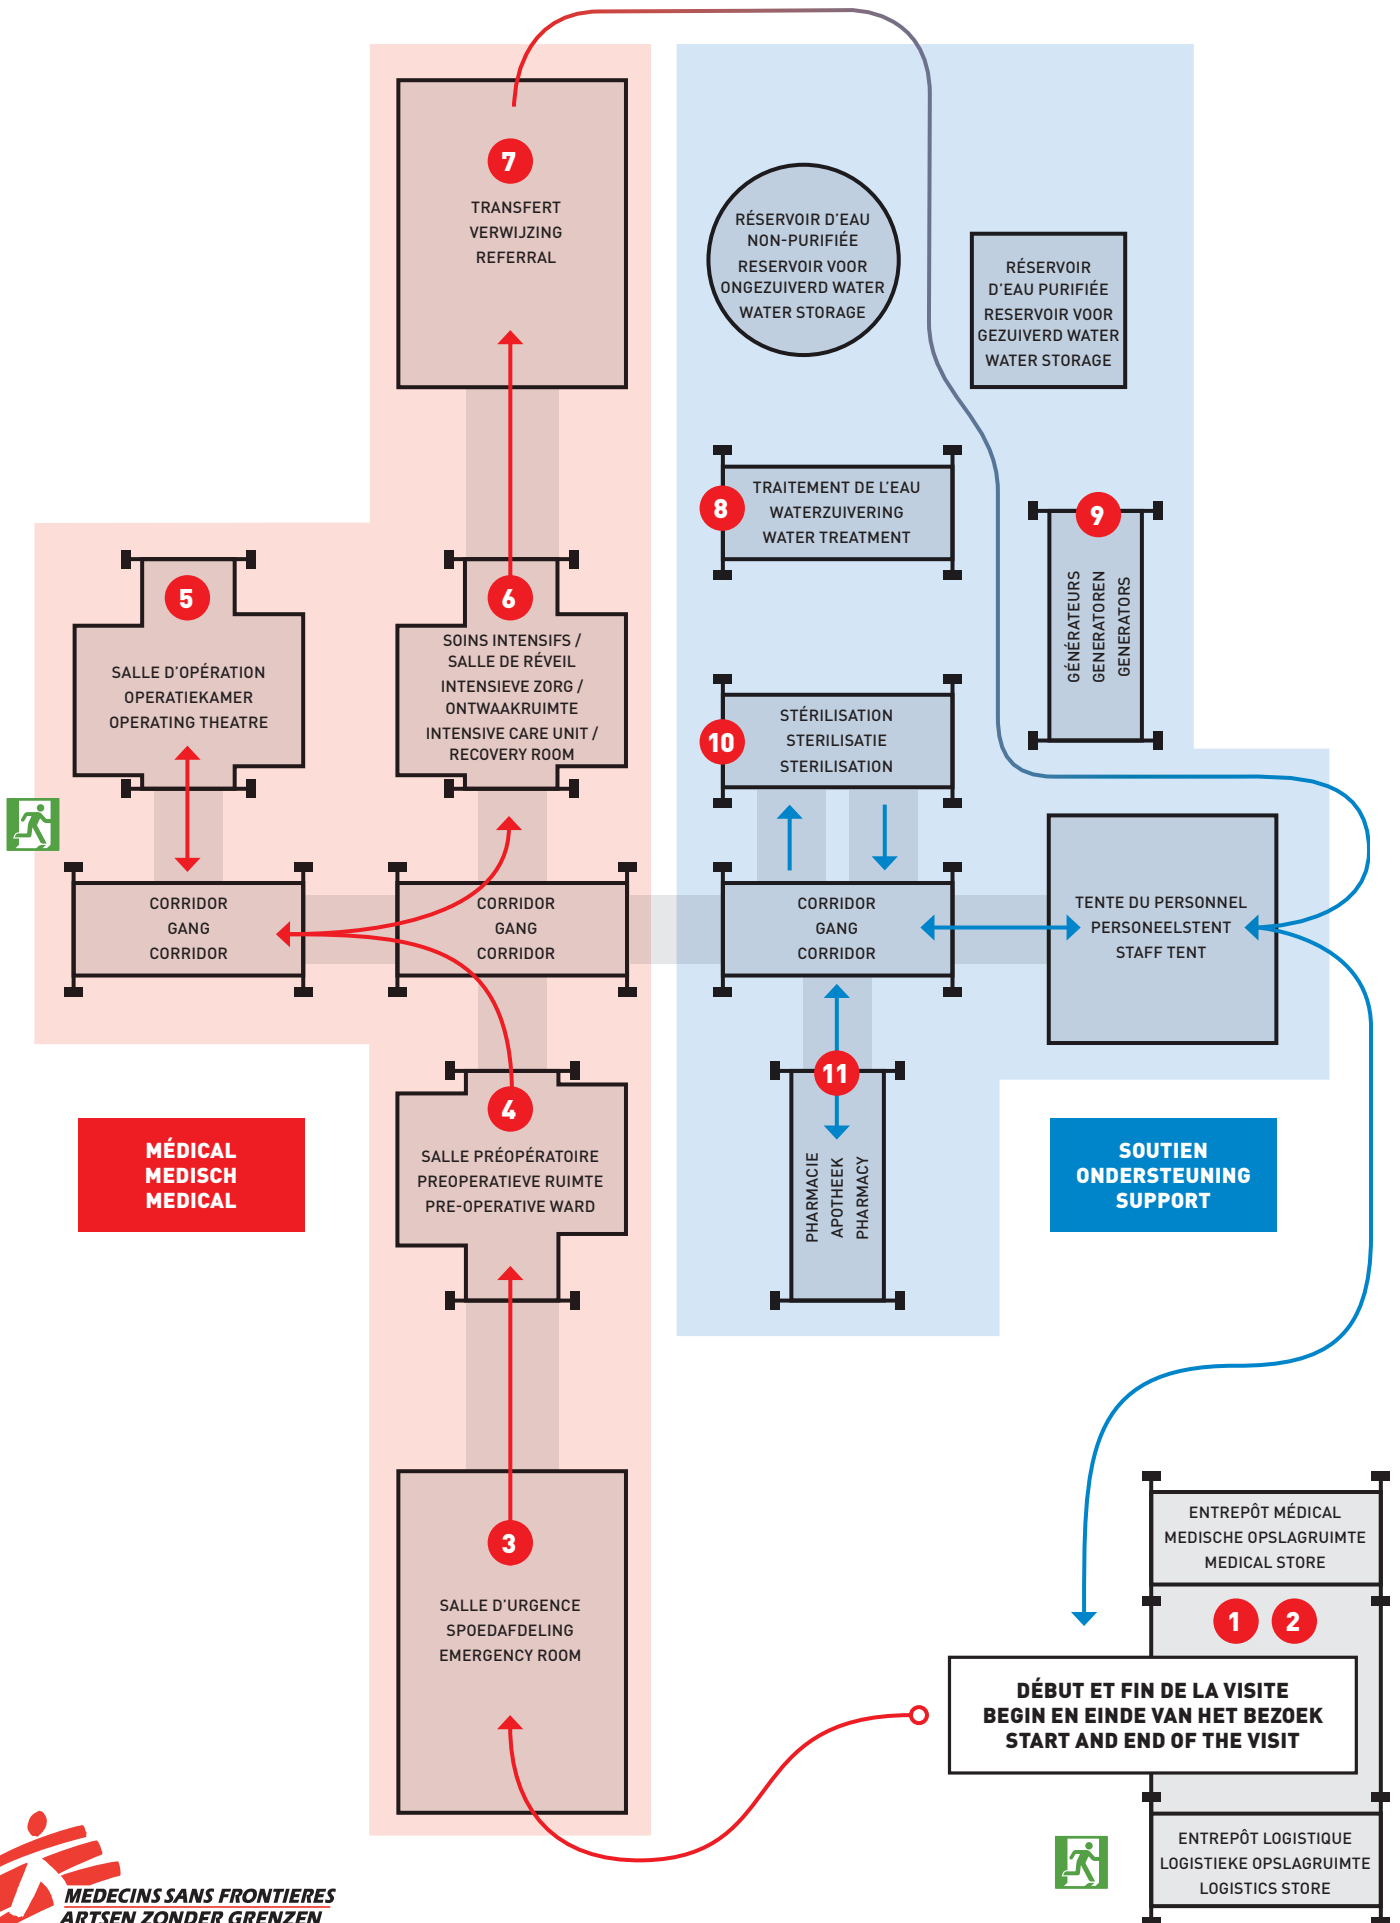 7
TRANSFERT
VERWIJZING
REFERRAL
RÉSERVOIR D'EAU
NON-PURIFIÉE
RESERVOIR VOOR
ONGEZUIVERD WATER
WATER STORAGE
RÉSERVOIR
D'EAU PURIFIÉE
RESERVOIR VOOR
GEZUIVERD WATER
WATER STORAGE
8
TRAITEMENT DE L'EAU
WATERZUIVERING
WATER TREATMENT
9
GÉNÉRATEURS
GENERATOREN
GENERATORS
5
SALLE D'OPÉRATION
OPERATIEKAMER
OPERATING THEATRE
6
SOINS INTENSIFS /
SALLE DE RÉVEIL
INTENSIEVE ZORG /
ONTWAAKRUIMTE
INTENSIVE CARE UNIT /
RECOVERY ROOM
10
STÉRILISATION
STERILISATIE
STERILISATION
CORRIDOR
GANG
CORRIDOR
CORRIDOR
GANG
CORRIDOR
CORRIDOR
GANG
CORRIDOR
TENTE DU PERSONNEL
PERSONEELSTENT
STAFF TENT
4
SALLE PRÉOPÉRATOIRE
PREOPERATIEVE RUIMTE
PRE-OPERATIVE WARD
11
PHARMACIE
APOTHEEK
PHARMACY
MÉDICAL
MEDISCH
MEDICAL
SOUTIEN
ONDERSTEUNING
SUPPORT
3
SALLE D'URGENCE
SPOEDAFDELING
EMERGENCY ROOM
ENTREPÔT MÉDICAL
MEDISCHE OPSLAGRUIMTE
MEDICAL STORE
1 2
DÉBUT ET FIN DE LA VISITE
BEGIN EN EINDE VAN HET BEZOEK
START AND END OF THE VISIT
ENTREPÔT LOGISTIQUE
LOGISTIEKE OPSLAGRUIMTE
LOGISTICS STORE
MEDECINS SANS FRONTIERES
ARTSEN ZONDER GRENZEN